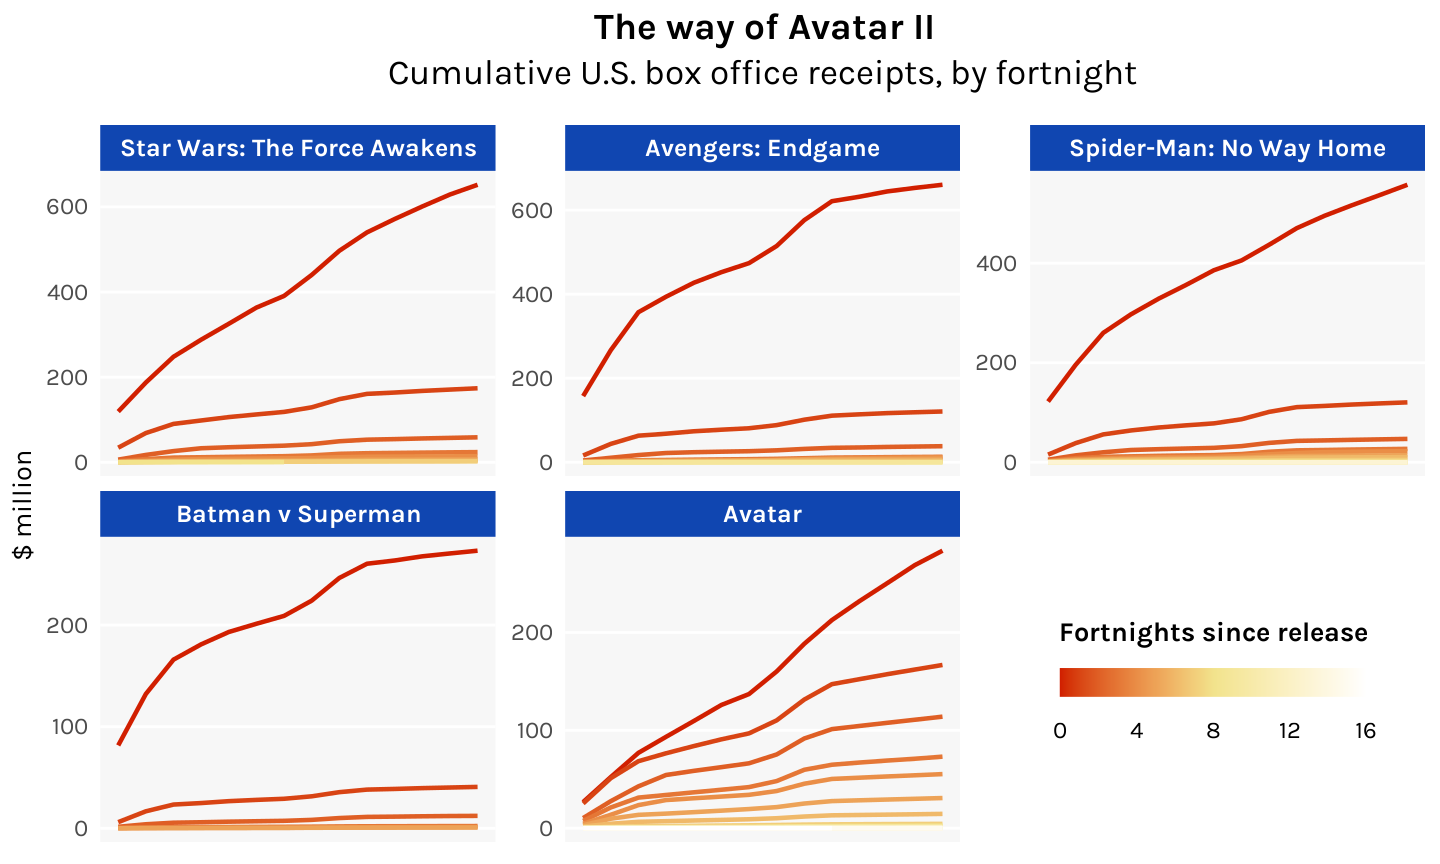 The way of Avatar II
Cumulative U.S. box office receipts, by fortnight
Star Wars: The Force Awakens
Avengers: Endgame
Spider-Man: No Way Home
600
400
200
0
600
400
200
0
400
200
0
$ million
Batman v Superman
Avatar
200
100
0
200
100
0
Fortnights since release
0 4 8 12 16